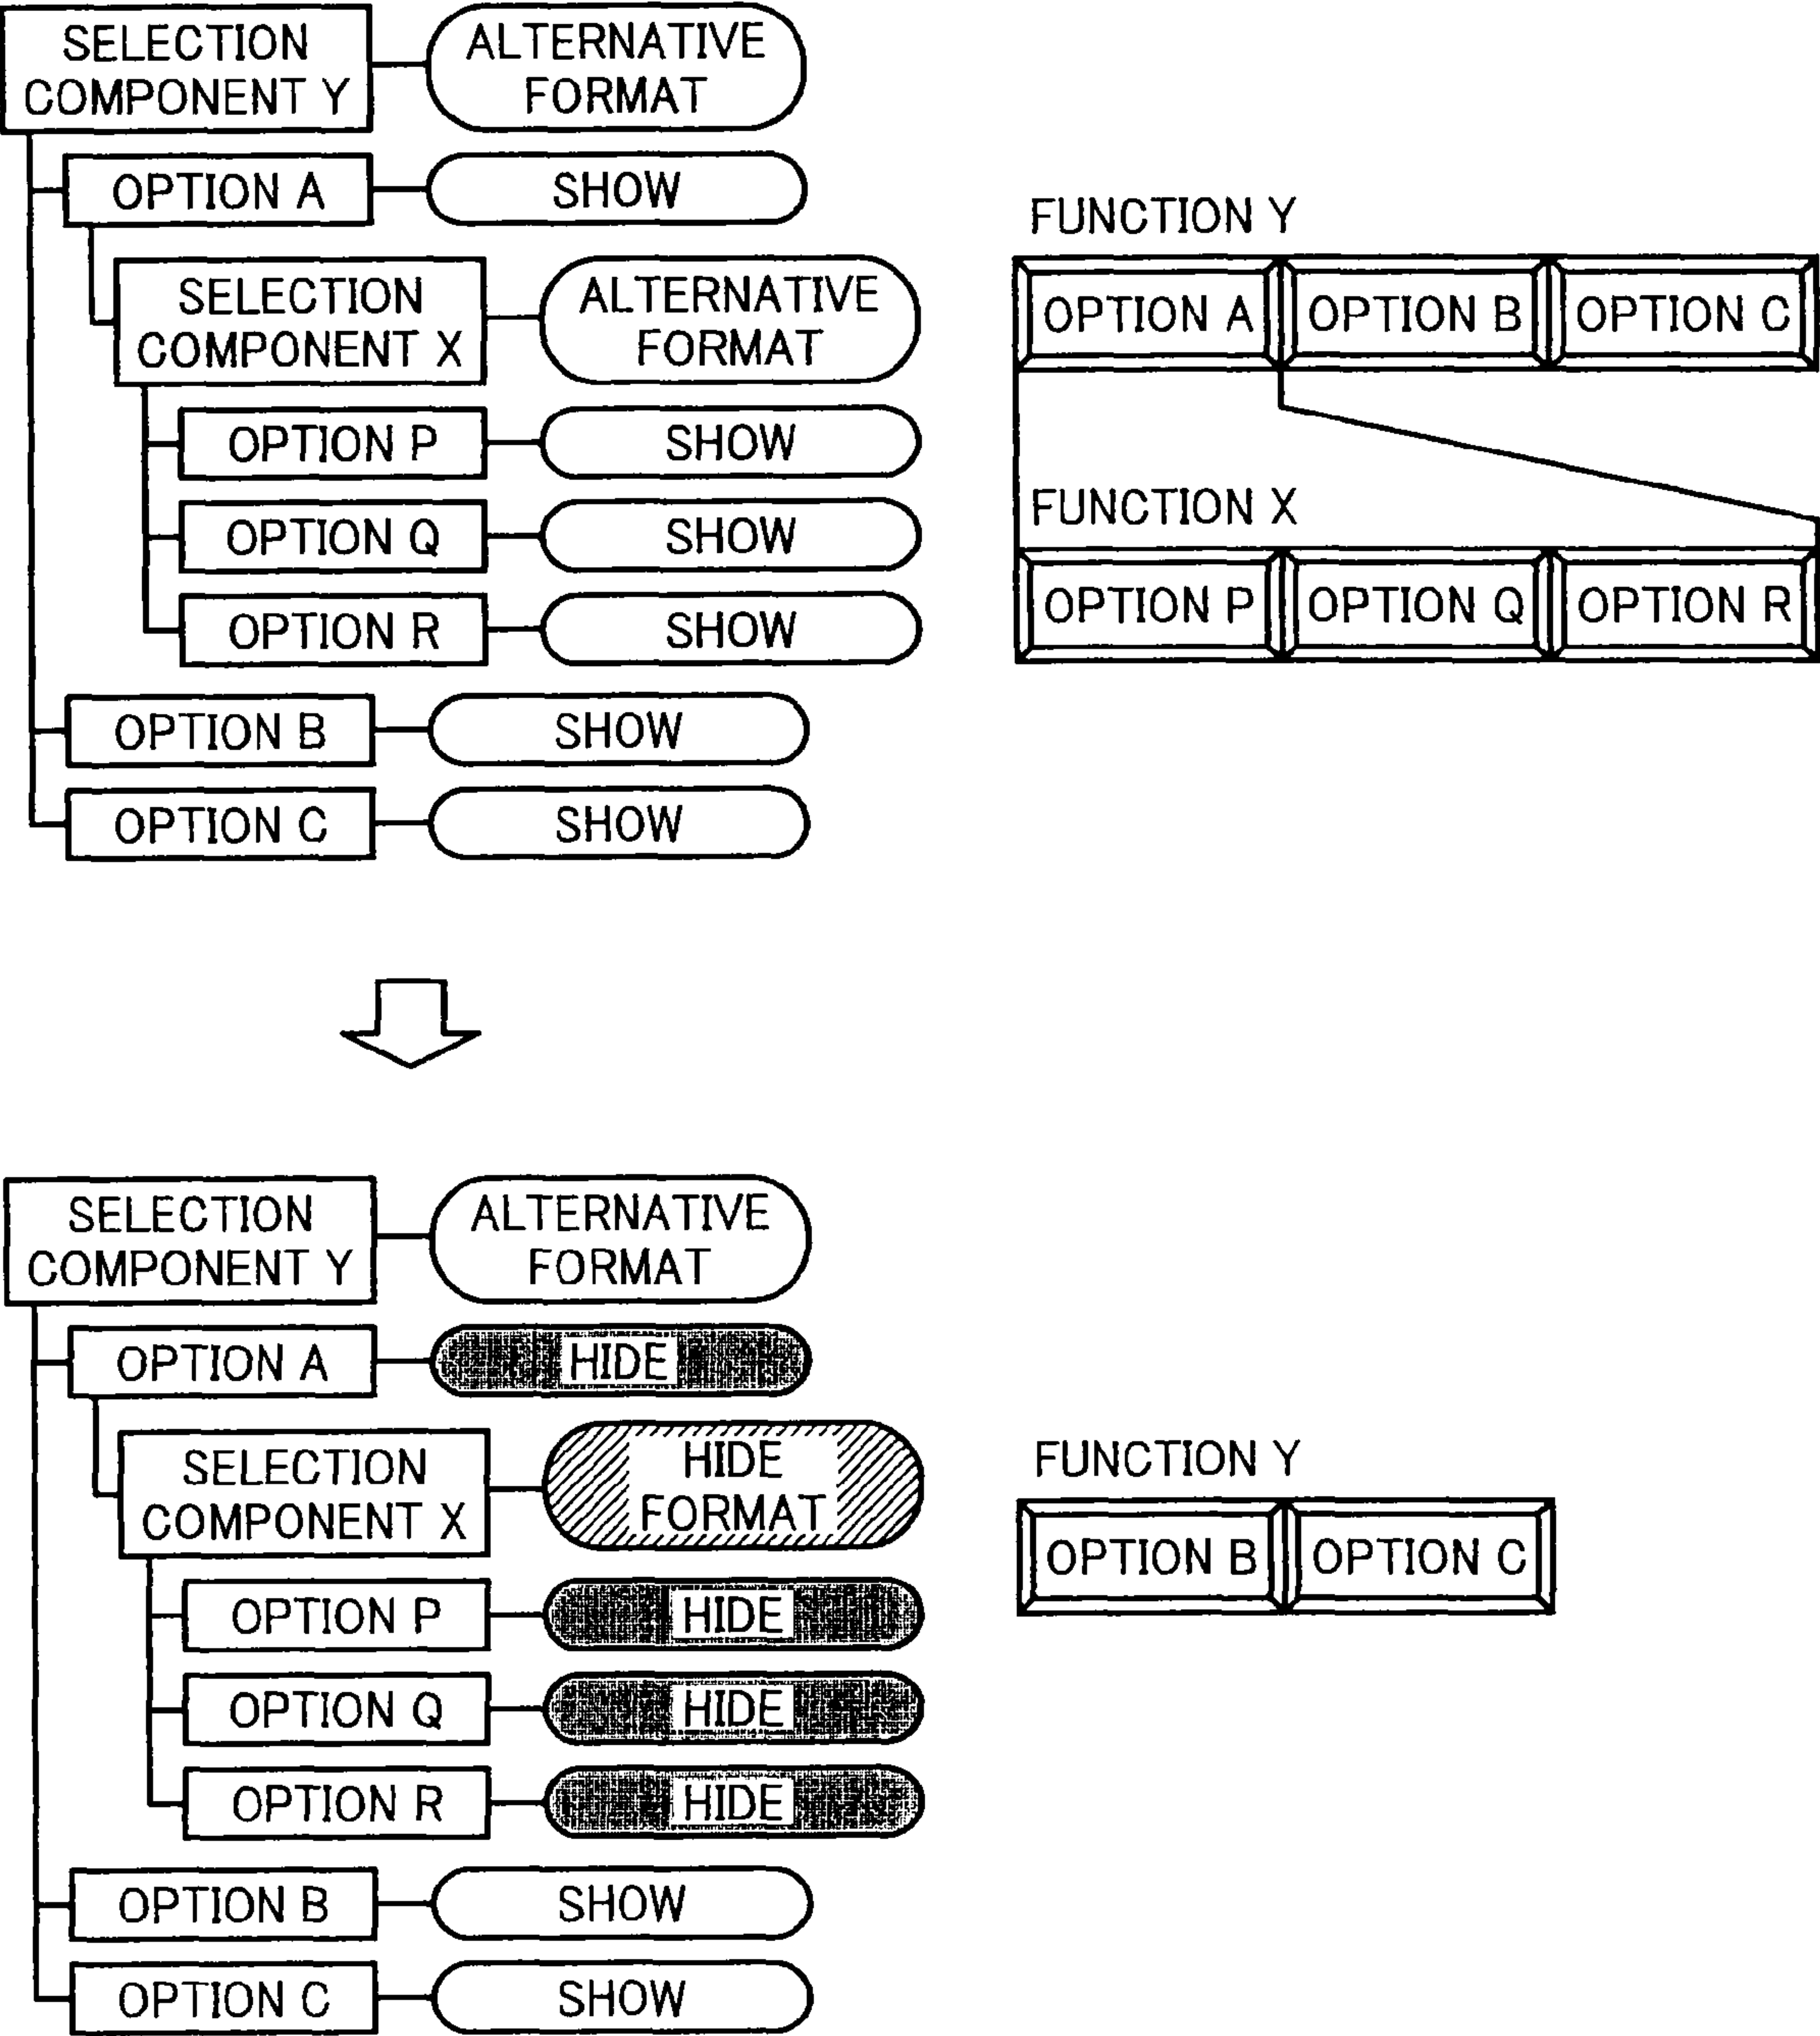 SELECTION
COMPONENT Y
ALTERNATIVE
FORMAT
OPTION A
SHOW
SELECTION
COMPONENT X
ALTERNATIVE
FORMAT
OPTION P
SHOW
OPTION Q
SHOW
OPTION R
SHOW
OPTION B
SHOW
OPTION C
SHOW
FUNCTION Y
OPTION A
OPTION B
OPTION C
FUNCTION X
OPTION P
OPTION Q
OPTION R
SELECTION
COMPONENT Y
ALTERNATIVE
FORMAT
OPTION A
HIDE
SELECTION
COMPONENT X
HIDE
FORMAT
OPTION P
HIDE
OPTION Q
HIDE
OPTION R
HIDE
OPTION B
SHOW
OPTION C
SHOW
FUNCTION Y
OPTION B
OPTION C